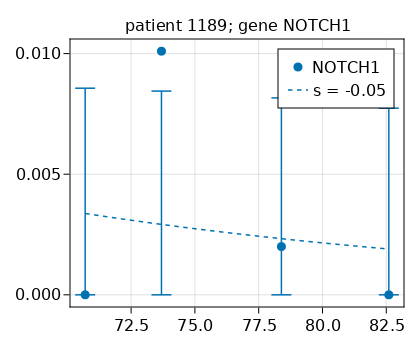 patient 1189; gene NOTCH1
NOTCH1
s = -0.05
0.010
0.005
0.000
72.5 75.0 77.5 80.0 82.5